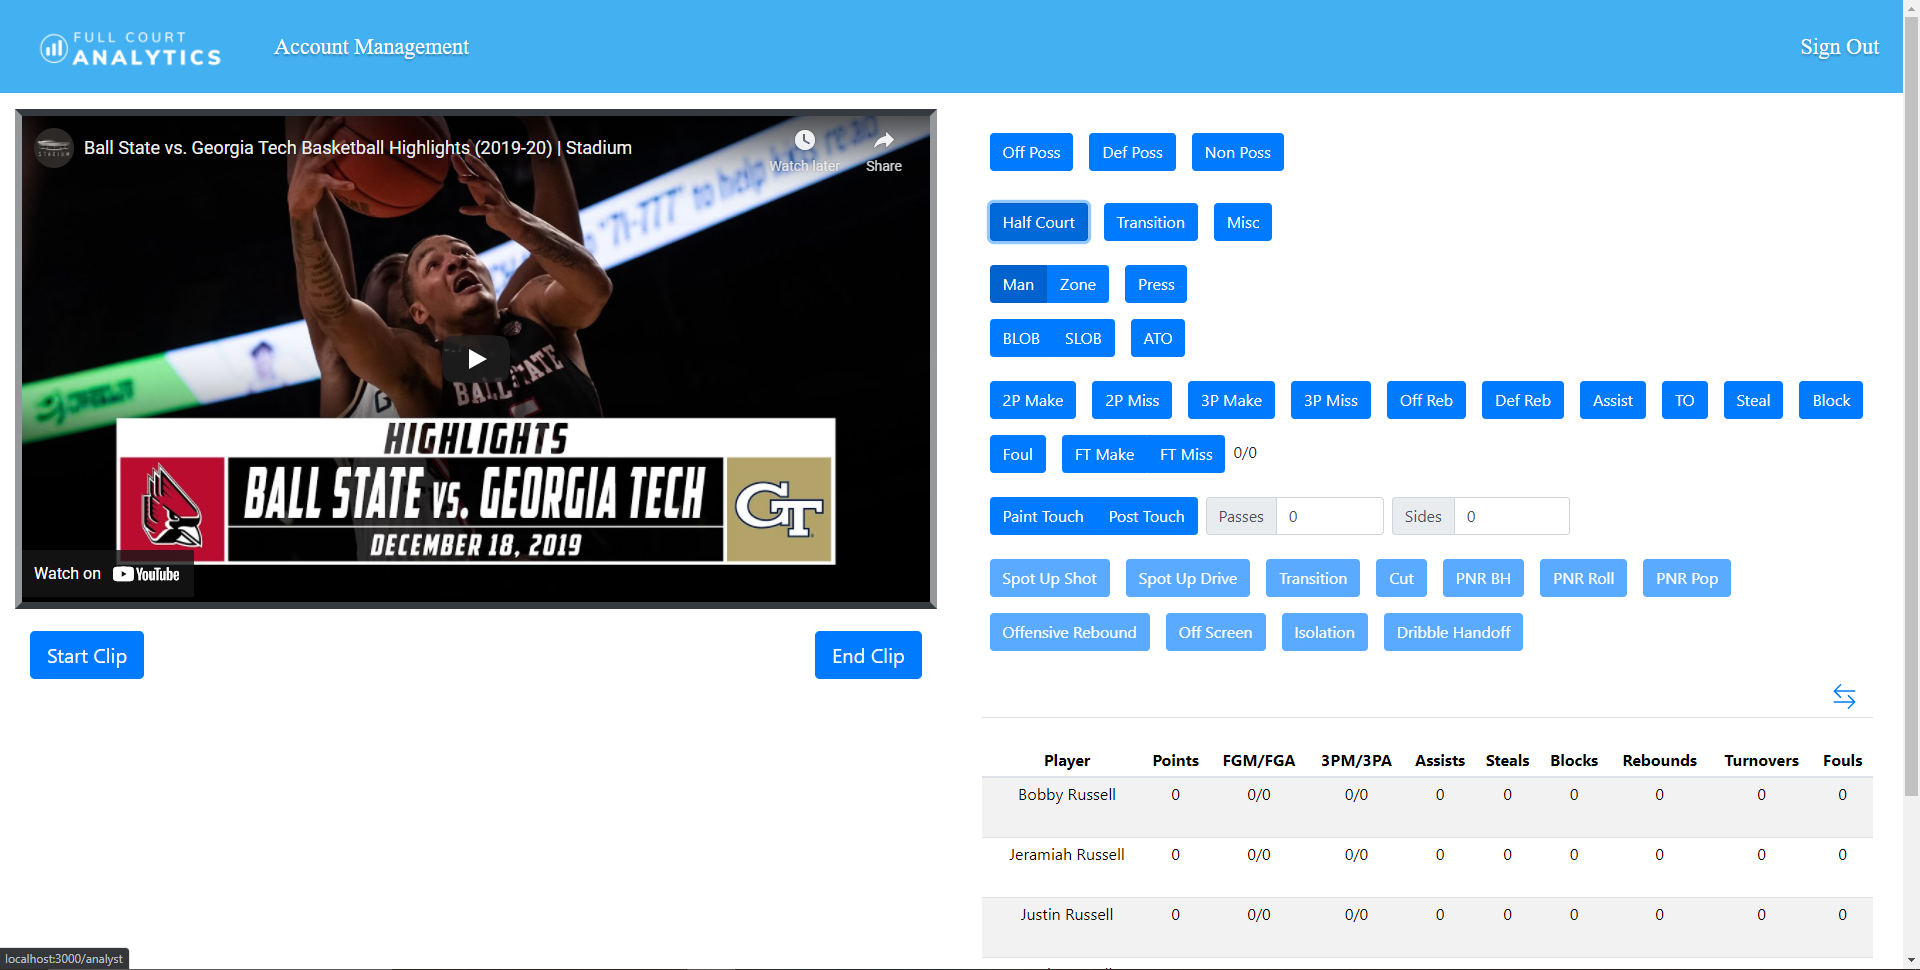 FULL COURT
ANALYTICS
Account Management
Sign Out
Ball State vs. Georgia Tech Basketball Highlights (2019-20) | Stadium
Watch later
Share
STADIUM
"71-777" to help
BALL STATE
HIGHLIGHTS
BALL STATE VS. GEORGIA TECH
GT
DECEMBER 18, 2019
Watch on YouTube
Start Clip
End Clip
Off Poss Def Poss Non Poss
Half Court Transition Misc
Man Zone Press
BLOB SLOB ATO
2P Make 2P Miss 3P Make 3P Miss Off Reb Def Reb Assist TO Steal Block
Foul FT Make FT Miss 0/0
Paint Touch Post Touch Passes 0 Sides 0
Spot Up Shot Spot Up Drive Transition Cut PNR BH PNR Roll PNR Pop
Offensive Rebound Off Screen Isolation Dribble Handoff
Player Points FGM/FGA 3PM/3PA Assists Steals Blocks Rebounds Turnovers Fouls
Bobby Russell 0 0/0 0/0 0 0 0 0 0 0
Jeramiah Russell 0 0/0 0/0 0 0 0 0 0 0
Justin Russell 0 0/0 0/0 0 0 0 0 0 0
localhost:3000/analyst